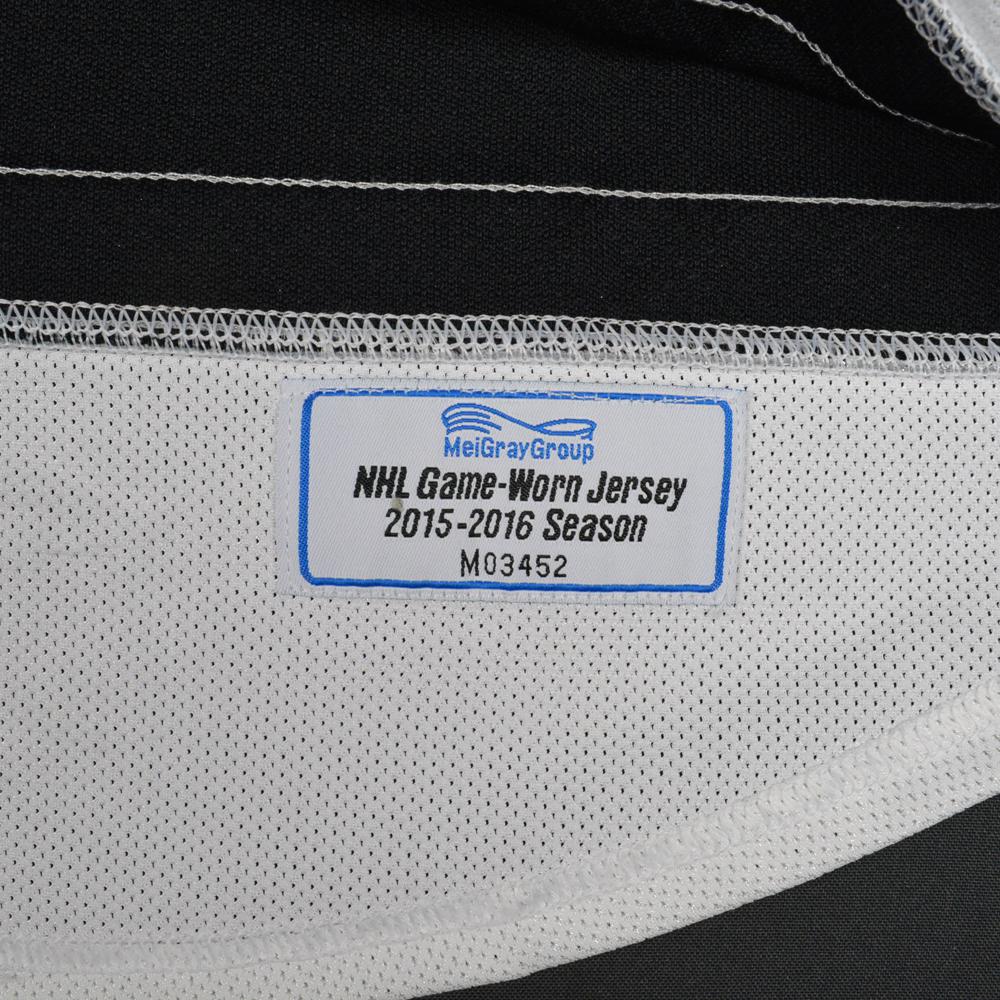 MeiGrayGroup
NHL Game-Worn Jersey
2015-2016 Season
M03452